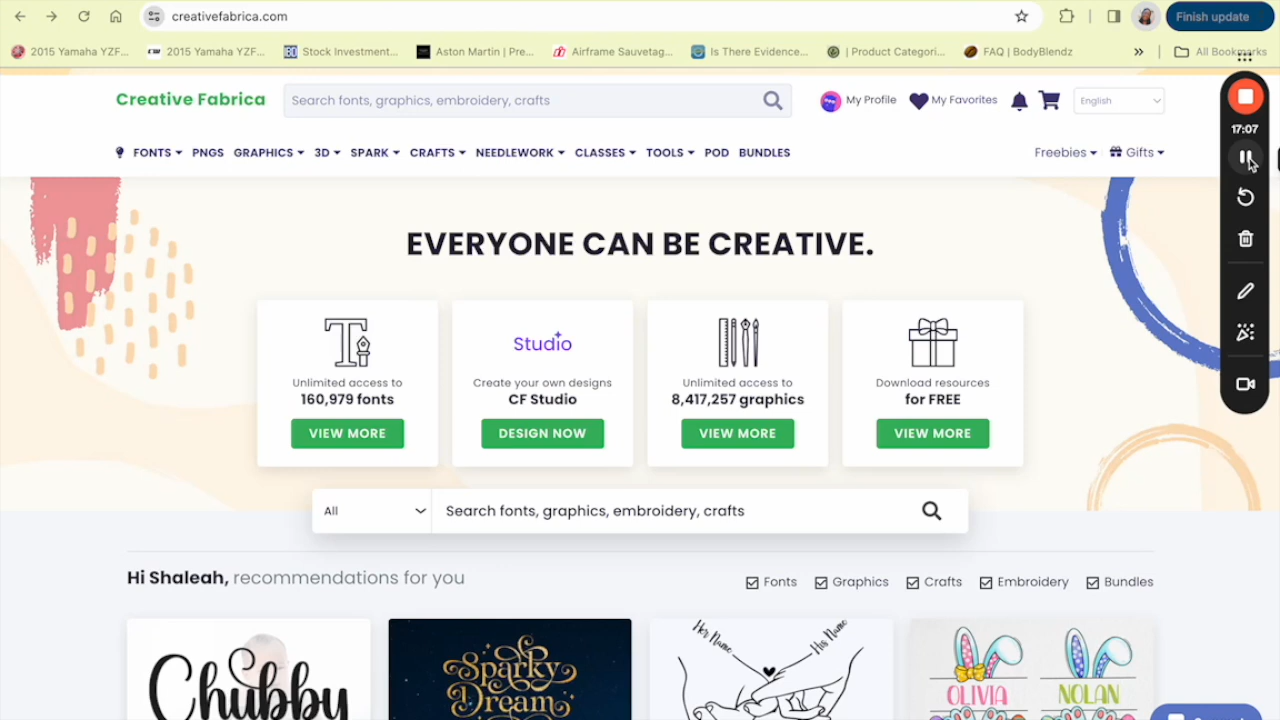 creativefabrica.com
Finish update
2015 Yamaha YZF...
2015 Yamaha YZF...
Stock Investment...
Aston Martin | Pre...
Airframe Sauvetag...
Is There Evidence...
| Product Categori...
FAQ | BodyBlendz
»
All Bookmarks
Creative Fabrica
Search fonts, graphics, embroidery, crafts
My Profile
My Favorites
English
17:07
FONTS
PNGS
GRAPHICS
3D
SPARK
CRAFTS
NEEDLEWORK
CLASSES
TOOLS
POD
BUNDLES
Freebies
Gifts
EVERYONE CAN BE CREATIVE.
Unlimited access to
160,979 fonts
VIEW MORE
Studio
Create your own designs
CF Studio
DESIGN NOW
Unlimited access to
8,417,257 graphics
VIEW MORE
Download resources
for FREE
VIEW MORE
All
Search fonts, graphics, embroidery, crafts
Hi Shaleah, recommendations for you
Fonts
Graphics
Crafts
Embroidery
Bundles
Chubby
Sparky
Dream
Her Name
His Name
OLIVIA
NOLAN